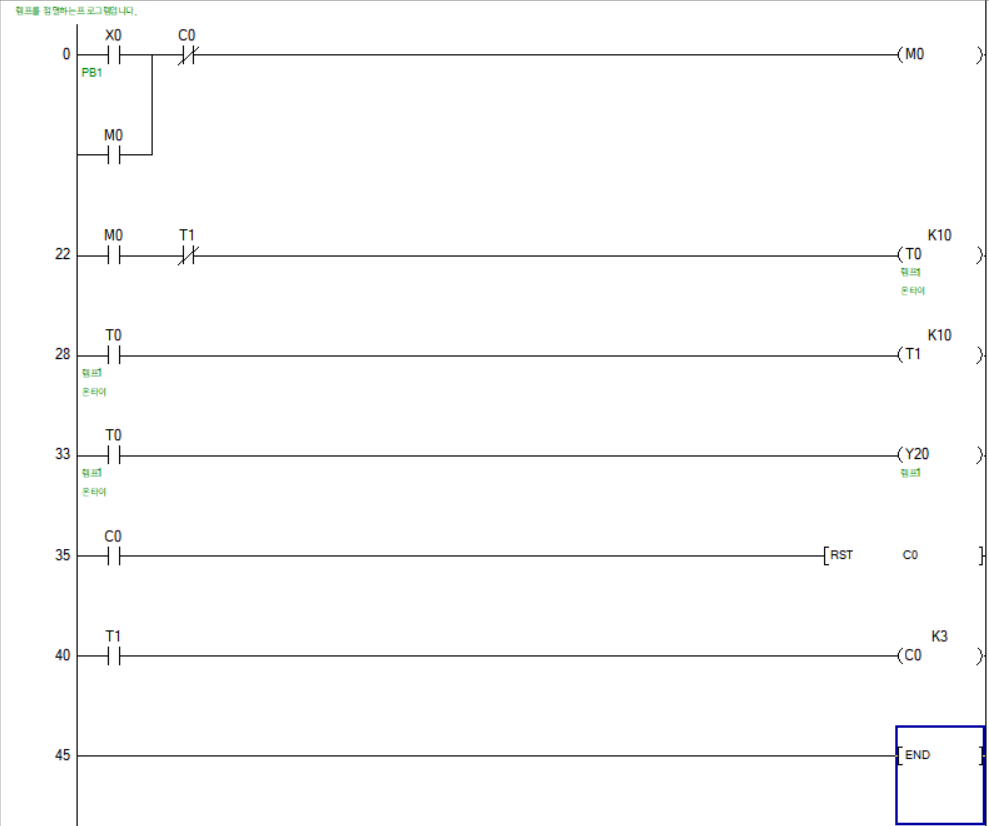 램프를 점멸하는프로그램입니다.
X0 C0
0 (M0 )
PB1
M0
M0 T1 K10
22 (T0 )
램프1
온타이
T0 K10
28 (T1 )
램프1
온타이
T0
33 (Y20 )
램프1 램프1
온타이
C0
35 [RST C0 ]
T1 K3
40 (C0 )
45 [END ]